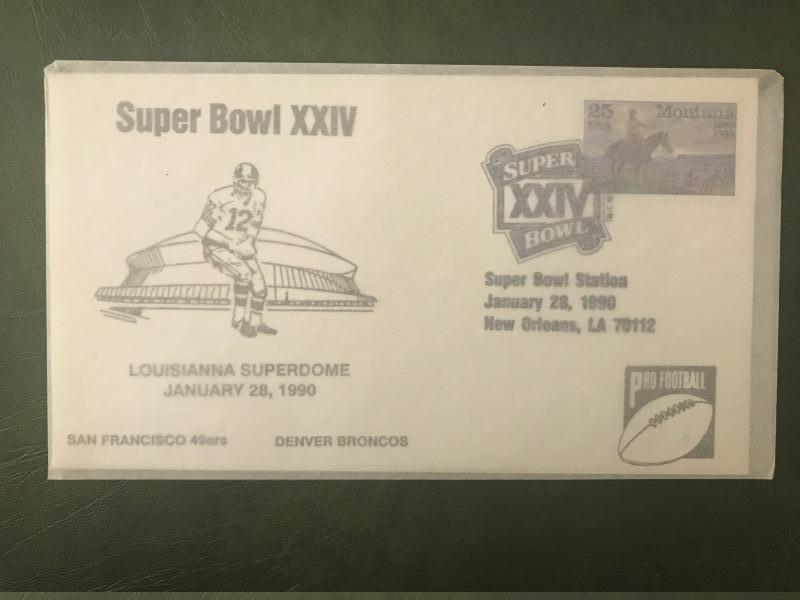 Super Bowl XXIV
12
LOUISIANNA SUPERDOME
JANUARY 28, 1990
SAN FRANCISCO 49ers
DENVER BRONCOS
25
USA
Montana
1889
1989
SUPER
XXIV
BOWL
Super Bowl Station
January 28, 1990
New Orleans, LA 70112
PRO FOOTBALL